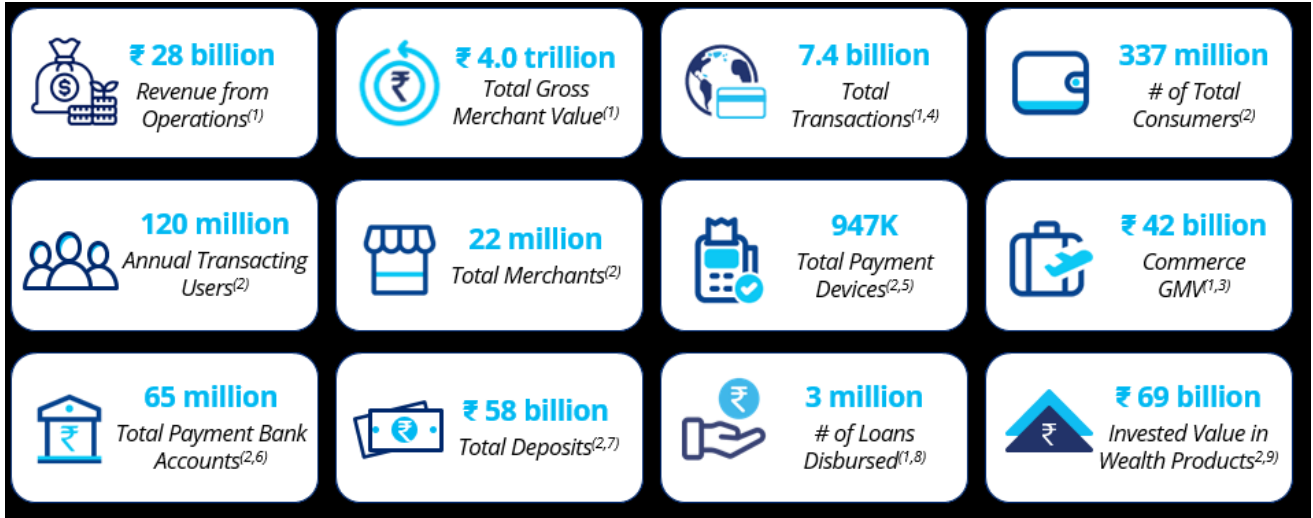 ₹ 28 billion
Revenue from
Operations(1)
₹ 4.0 trillion
Total Gross
Merchant Value(1)
7.4 billion
Total
Transactions(1,4)
337 million
# of Total
Consumers(2)
120 million
Annual Transacting
Users(2)
22 million
Total Merchants(2)
947K
Total Payment
Devices(2,5)
₹ 42 billion
Commerce
GMV(1,3)
65 million
Total Payment Bank
Accounts(2,6)
₹ 58 billion
Total Deposits(2,7)
3 million
# of Loans
Disbursed(1,8)
₹ 69 billion
Invested Value in
Wealth Products2,9)